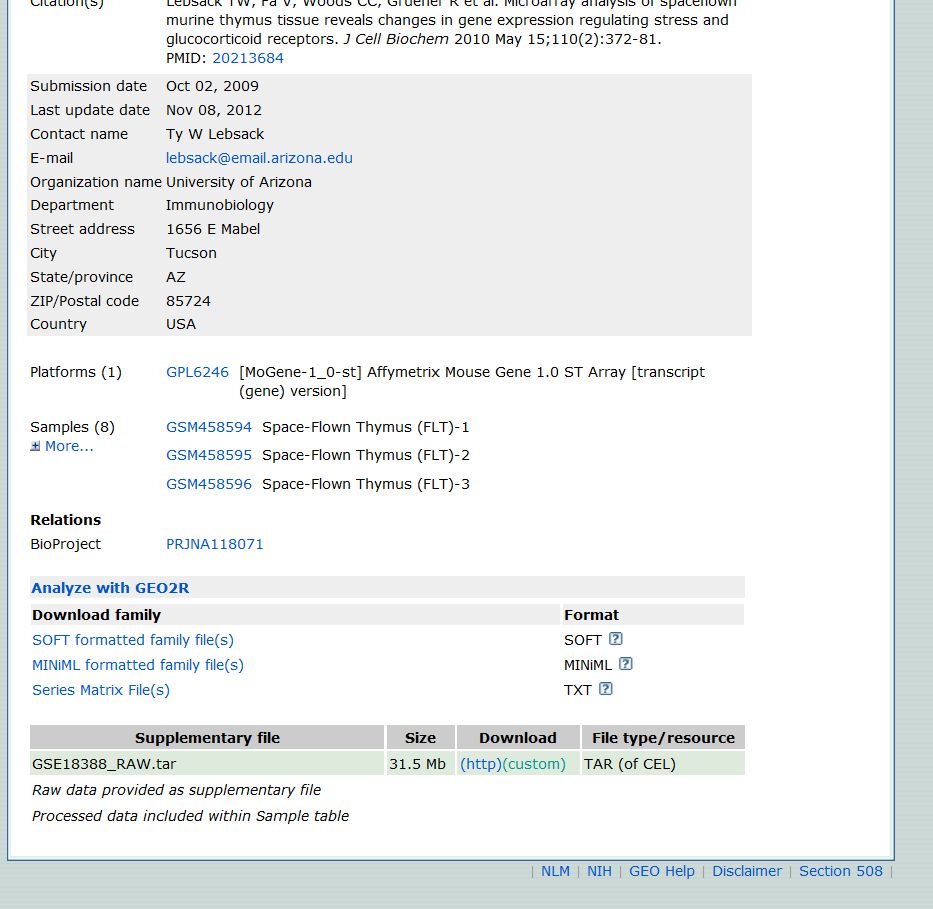 Citation(s) Lebsack TW, Fa V, Woods CC, Gruener R et al. Microarray analysis of spaceflown
murine thymus tissue reveals changes in gene expression regulating stress and
glucocorticoid receptors. J Cell Biochem 2010 May 15;110(2):372-81.
PMID: 20213684
Submission date Oct 02, 2009
Last update date Nov 08, 2012
Contact name Ty W Lebsack
E-mail lebsack@email.arizona.edu
Organization name University of Arizona
Department Immunobiology
Street address 1656 E Mabel
City Tucson
State/province AZ
ZIP/Postal code 85724
Country USA
Platforms (1) GPL6246 [MoGene-1_0-st] Affymetrix Mouse Gene 1.0 ST Array [transcript
(gene) version]
Samples (8) GSM458594 Space-Flown Thymus (FLT)-1
More...
GSM458595 Space-Flown Thymus (FLT)-2
GSM458596 Space-Flown Thymus (FLT)-3
Relations
BioProject PRJNA118071
Analyze with GEO2R
Download family Format
SOFT formatted family file(s) SOFT ?
MINiML formatted family file(s) MINiML ?
Series Matrix File(s) TXT ?
Supplementary file Size Download File type/resource
GSE18388_RAW.tar 31.5 Mb (http)(custom) TAR (of CEL)
Raw data provided as supplementary file
Processed data included within Sample table
| NLM | NIH | GEO Help | Disclaimer | Section 508 |